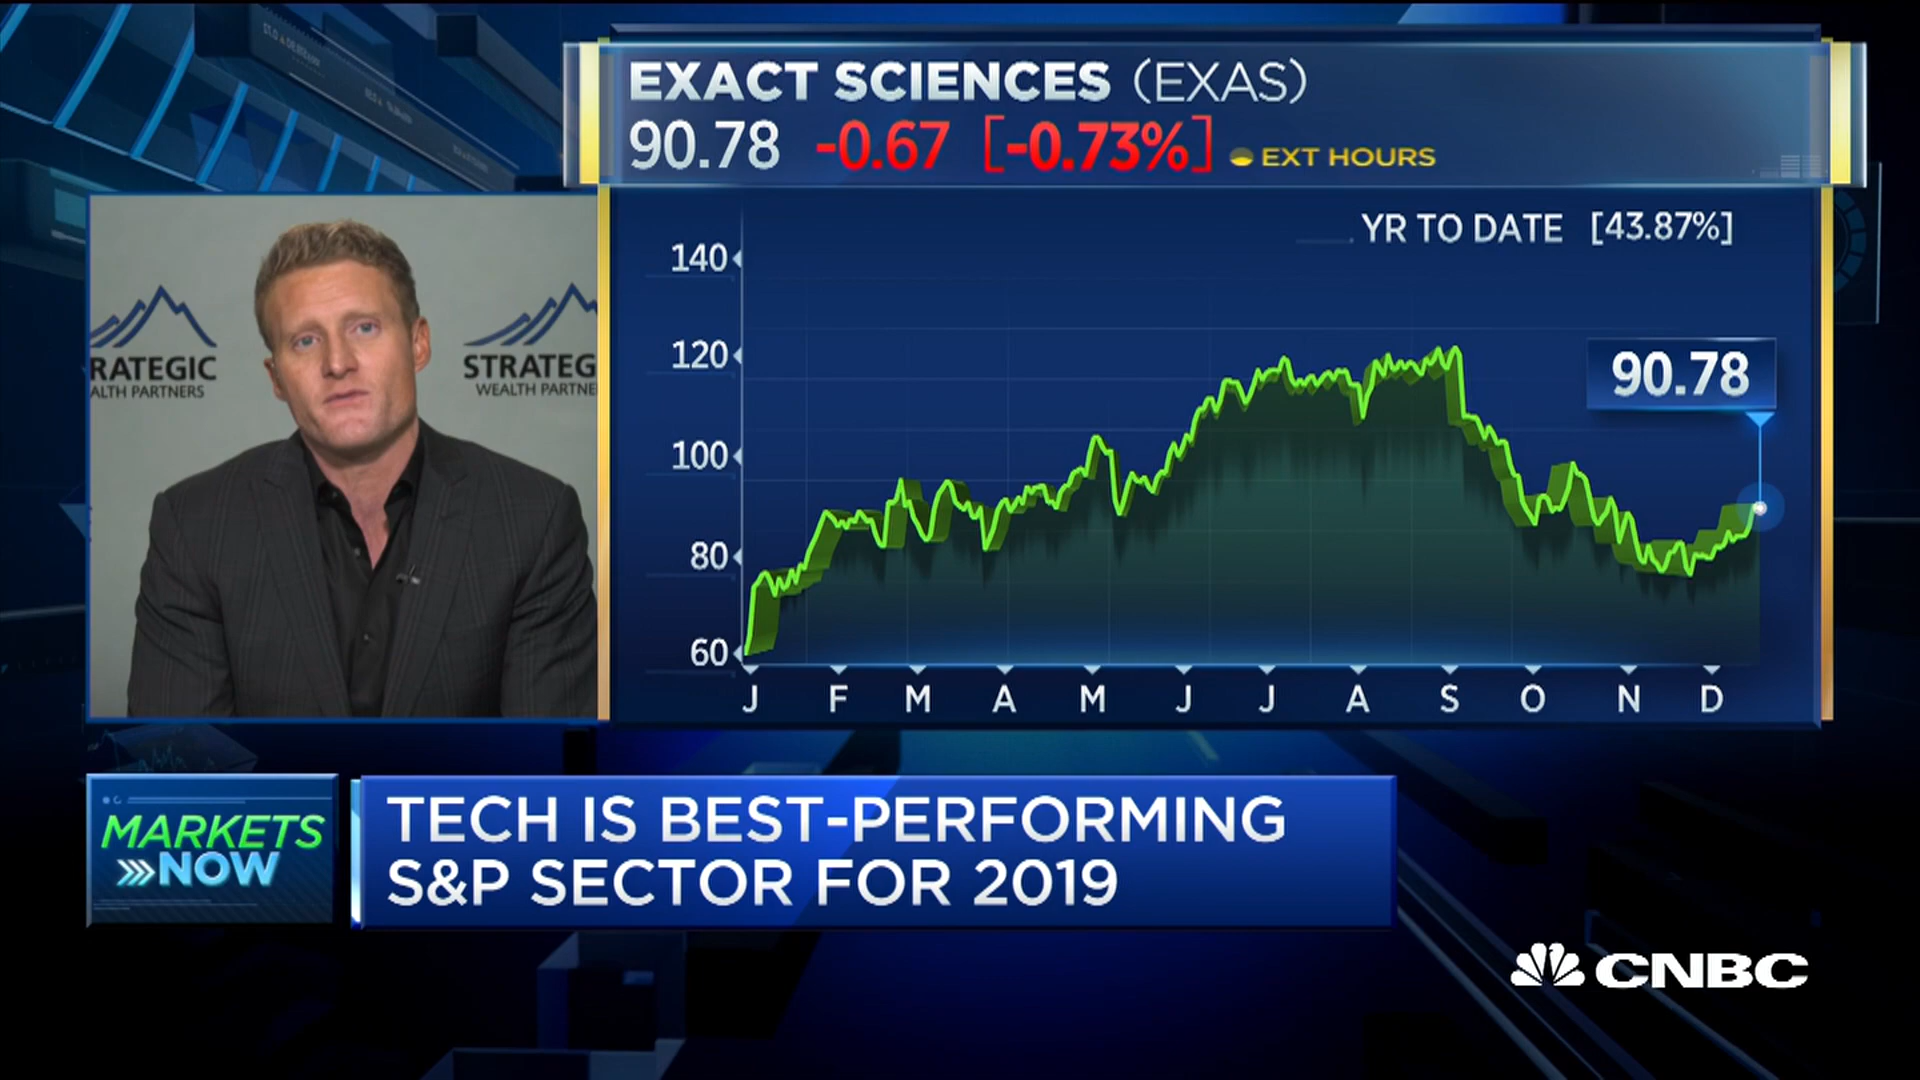 EXACT SCIENCES (EXAS)
90.78 -0.67 [-0.73%] EXT HOURS
YR TO DATE [43.87%]
140
120
100
80
60
90.78
J F M A M J J A S O N D
RATEGIC
ALTH PARTNERS
STRATEG
WEALTH PARTNE
MARKETS
NOW
TECH IS BEST-PERFORMING
S&P SECTOR FOR 2019
CNBC